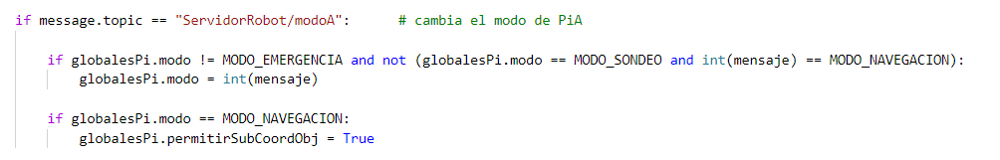 if message.topic == "ServidorRobot/modoA":      # cambia el modo de PiA
if globalesPi.modo != MODO_EMERGENCIA and not (globalesPi.modo == MODO_SONDEO and int(mensaje) == MODO_NAVEGACION):
globalesPi.modo = int(mensaje)
if globalesPi.modo == MODO_NAVEGACION:
globalesPi.permitirSubCoordObj = True